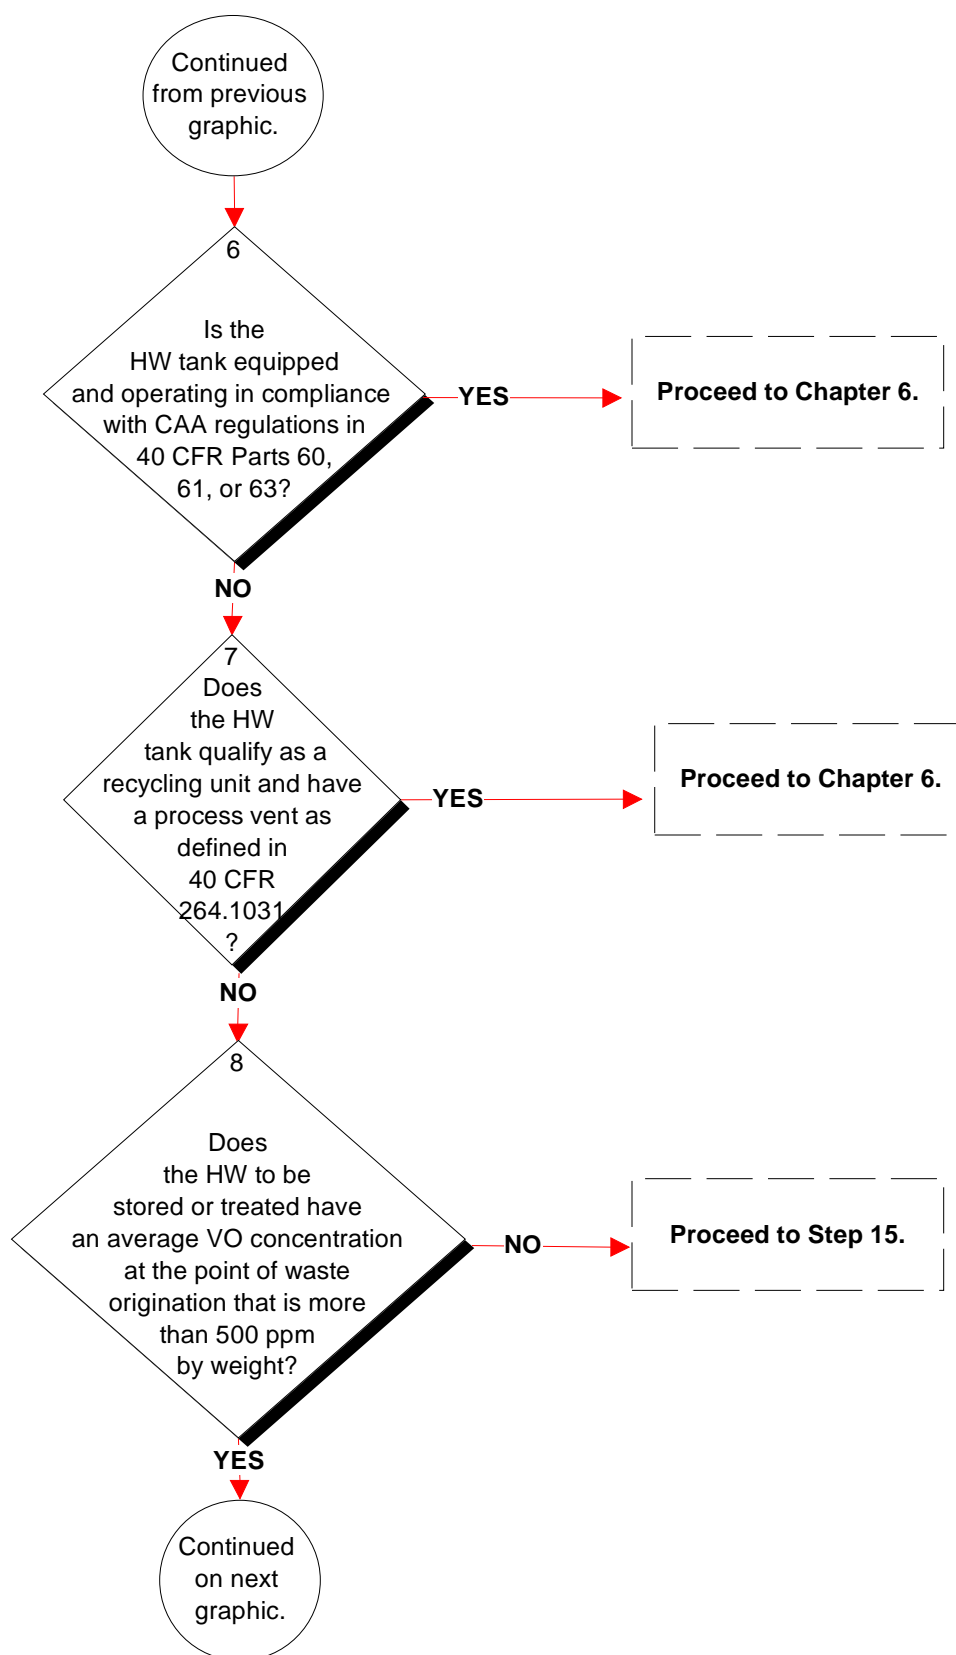 Continued
from previous
graphic.
6
Is the
HW tank equipped
and operating in compliance
with CAA regulations in
40 CFR Parts 60,
61, or 63?
YES
Proceed to Chapter 6.
NO
7
Does
the HW
tank qualify as a
recycling unit and have
a process vent as
defined in
40 CFR
264.1031
?
YES
Proceed to Chapter 6.
NO
8
Does
the HW to be
stored or treated have
an average VO concentration
at the point of waste
origination that is more
than 500 ppm
by weight?
NO
Proceed to Step 15.
YES
Continued
on next
graphic.